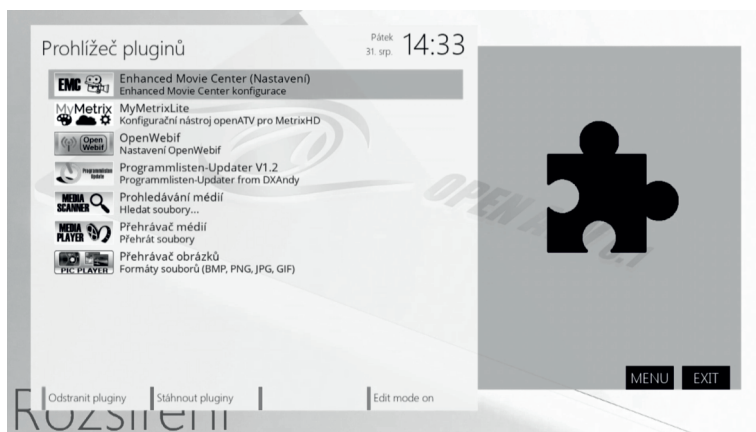 Prohlížeč pluginů
Pátek
31. srp.
14:33
EMC
Enhanced Movie Center (Nastavení)
Enhanced Movie Center konfigurace
MyMetrix
MyMetrixLite
Konfigurační nástroj openATV pro MetrixHD
Open
Webif
OpenWebif
Nastavení OpenWebif
Programmlisten
Update
Programmlisten-Updater V1.2
Programmlisten-Updater from DXAndy
MEDIA
SCANNER
Prohledávání médií
Hledat soubory...
MEDIA
PLAYER
Přehrávač médií
Přehrát soubory
PIC PLAYER
Přehrávač obrázků
Formáty souborů (BMP, PNG, JPG, GIF)
MENU
EXIT
Odstranit pluginy
Stáhnout pluginy
Edit mode on
Rozšíření